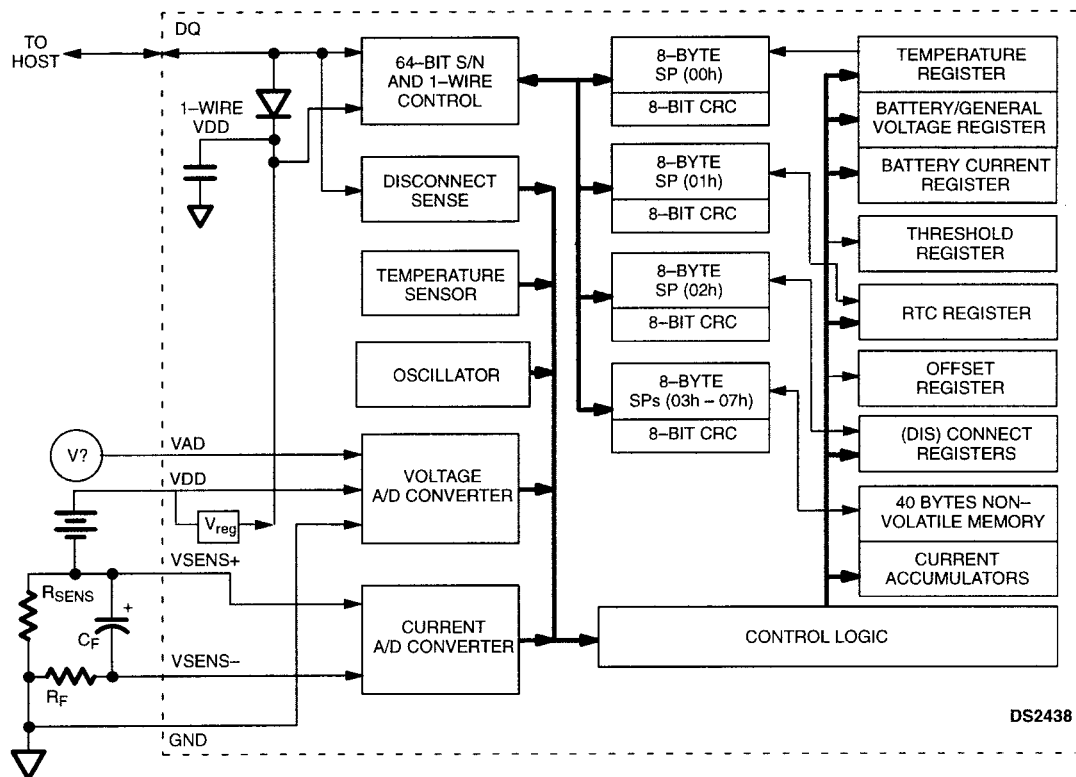 DQ
TO
HOST
1–WIRE
VDD
64–BIT S/N
AND 1–WIRE
CONTROL
DISCONNECT
SENSE
TEMPERATURE
SENSOR
OSCILLATOR
V?
VAD
VDD
Vreg
VOLTAGE
A/D CONVERTER
VSENS+
RSENS
+
CF
RF
VSENS–
CURRENT
A/D CONVERTER
GND
8–BYTE
SP (00h)
8–BIT CRC
8–BYTE
SP (01h)
8–BIT CRC
8–BYTE
SP (02h)
8–BIT CRC
8–BYTE
SPs (03h – 07h)
8–BIT CRC
TEMPERATURE
REGISTER
BATTERY/GENERAL
VOLTAGE REGISTER
BATTERY CURRENT
REGISTER
THRESHOLD
REGISTER
RTC REGISTER
OFFSET
REGISTER
(DIS) CONNECT
REGISTERS
40 BYTES NON–
VOLATILE MEMORY
CURRENT
ACCUMULATORS
CONTROL LOGIC
DS2438